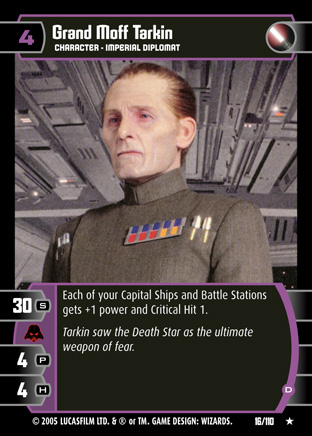 4 Grand Moff Tarkin
CHARACTER - IMPERIAL DIPLOMAT
30 S
Each of your Capital Ships and Battle Stations
gets +1 power and Critical Hit 1.
Tarkin saw the Death Star as the ultimate
weapon of fear.
4 P
4 H
D
© 2005 LUCASFILM LTD. & ® or TM. GAME DESIGN: WIZARDS. 16/110